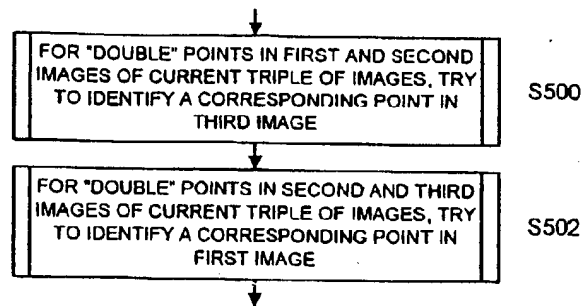 FOR "DOUBLE" POINTS IN FIRST AND SECOND
IMAGES OF CURRENT TRIPLE OF IMAGES, TRY
TO IDENTIFY A CORRESPONDING POINT IN
THIRD IMAGE
S500
FOR "DOUBLE" POINTS IN SECOND AND THIRD
IMAGES OF CURRENT TRIPLE OF IMAGES, TRY
TO IDENTIFY A CORRESPONDING POINT IN
FIRST IMAGE
S502